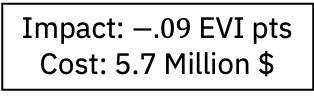 Impact: −.09 EVI pts
Cost: 5.7 Million $